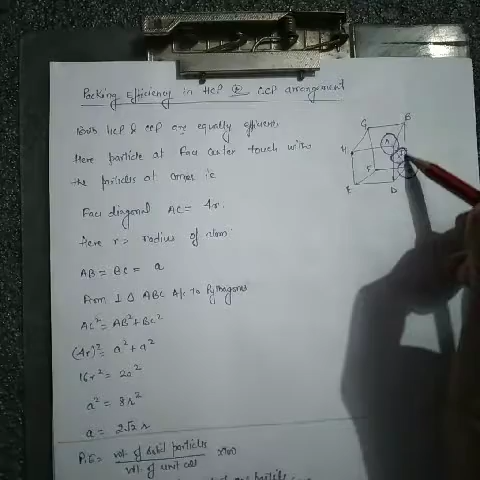 Packing Efficiency in HCP & CCP arrangement
Both HCP & CCP are equally efficient
Here particle at Face center touch with
the particles at corner ie
Face diagonal AC = 4r.
Here r = radius of atom.
AB = BC = a
From ⊥ Δ ABC A/c to Pythagoras
AC² = AB² + BC²
(4r)² = a² + a²
16r² = 2a²
a² = 8r²
a = 2√2 r
P.E = vol. of solid particles / vol. of unit cell ×100
G
B
H
A
F
E
D